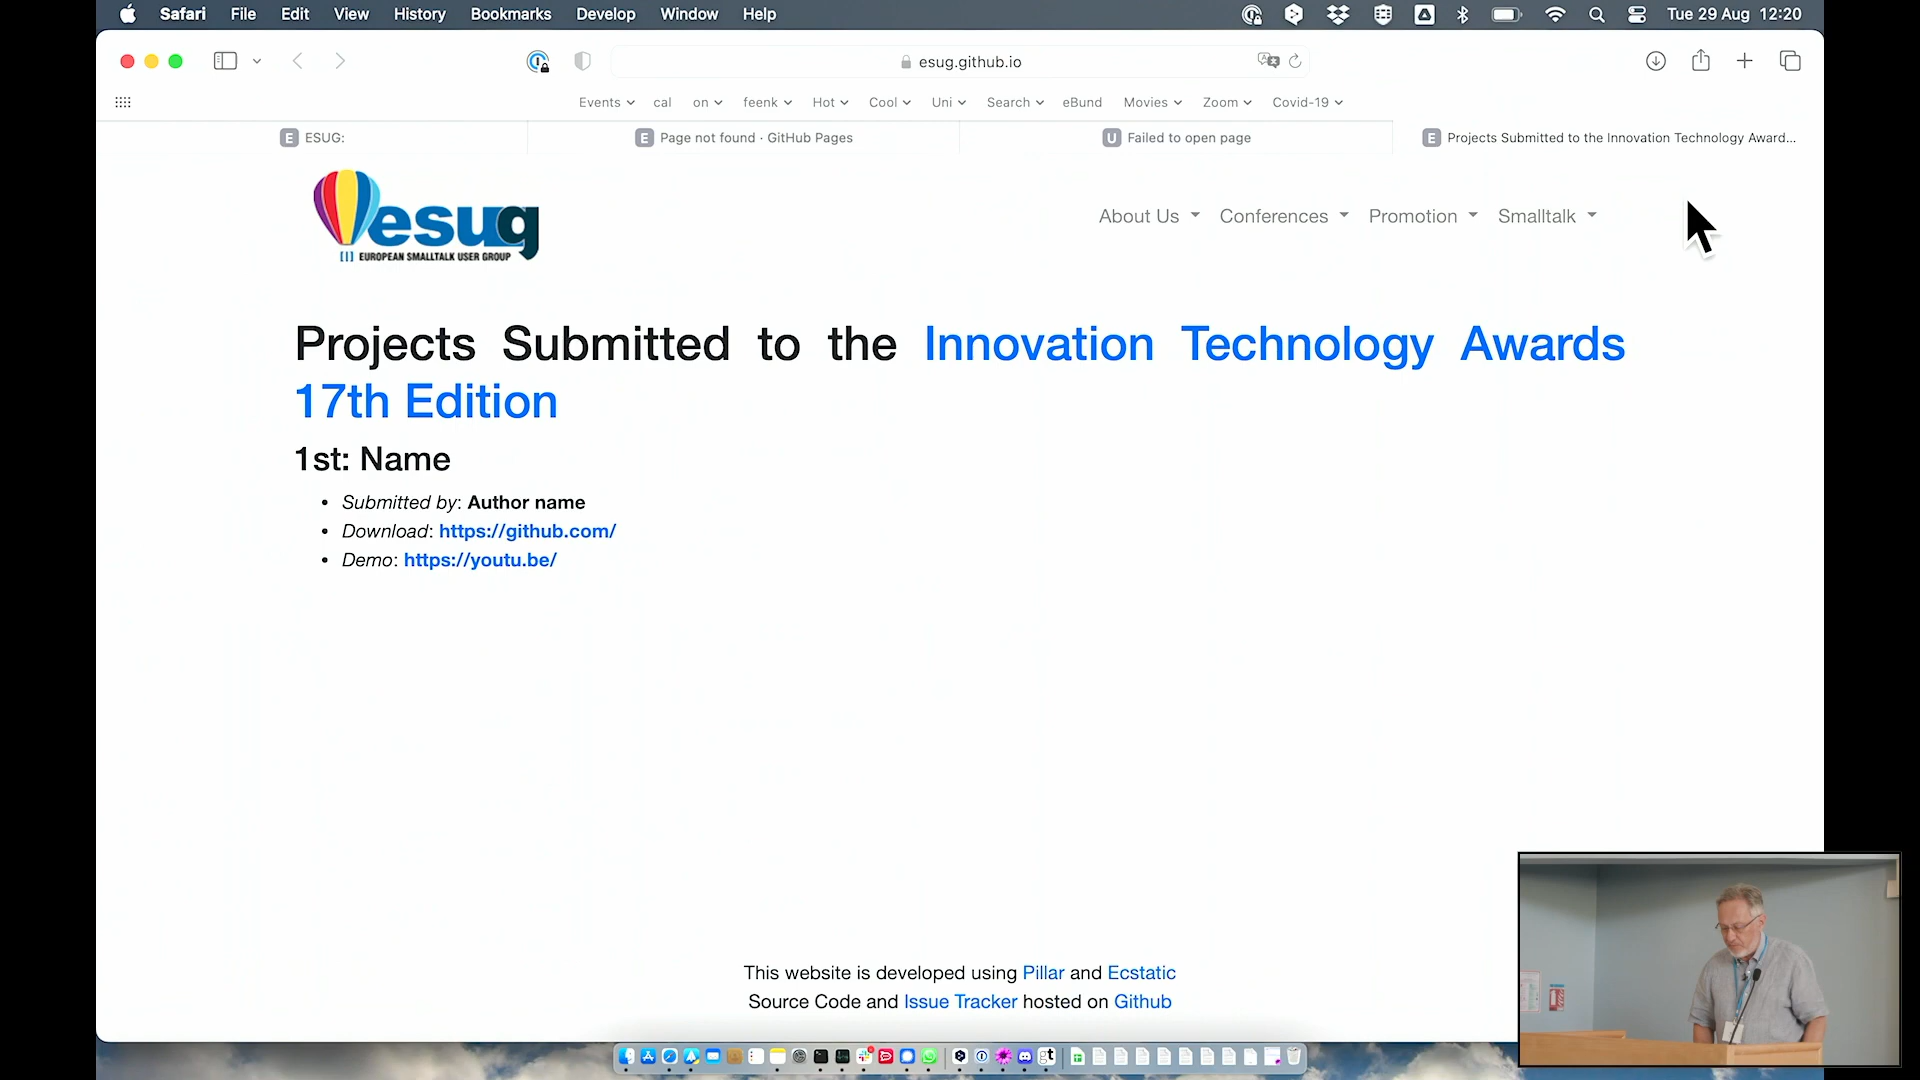 Safari File Edit View History Bookmarks Develop Window Help Tue 29 Aug 12:20
esug.github.io
Events cal on feenk Hot Cool Uni Search eBund Movies Zoom Covid-19
E ESUG: E Page not found · GitHub Pages U Failed to open page E Projects Submitted to the Innovation Technology Award...
esug
EUROPEAN SMALLTALK USER GROUP
About Us Conferences Promotion Smalltalk
Projects Submitted to the Innovation Technology Awards
17th Edition
1st: Name
• Submitted by: Author name
• Download: https://github.com/
• Demo: https://youtu.be/
This website is developed using Pillar and Ecstatic
Source Code and Issue Tracker hosted on Github
gt